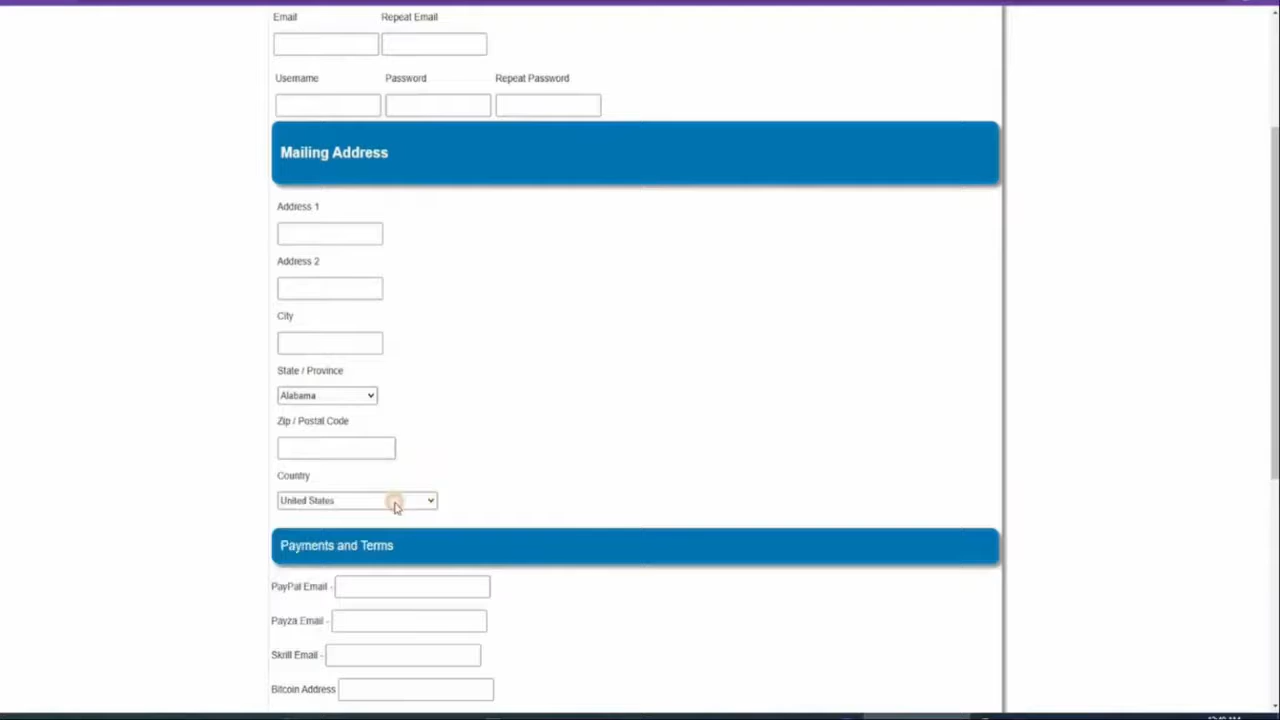 Email Repeat Email
Username Password Repeat Password
Mailing Address
Address 1
Address 2
City
State / Province
Alabama
Zip / Postal Code
Country
United States
Payments and Terms
PayPal Email -
Payza Email -
Skrill Email -
Bitcoin Address